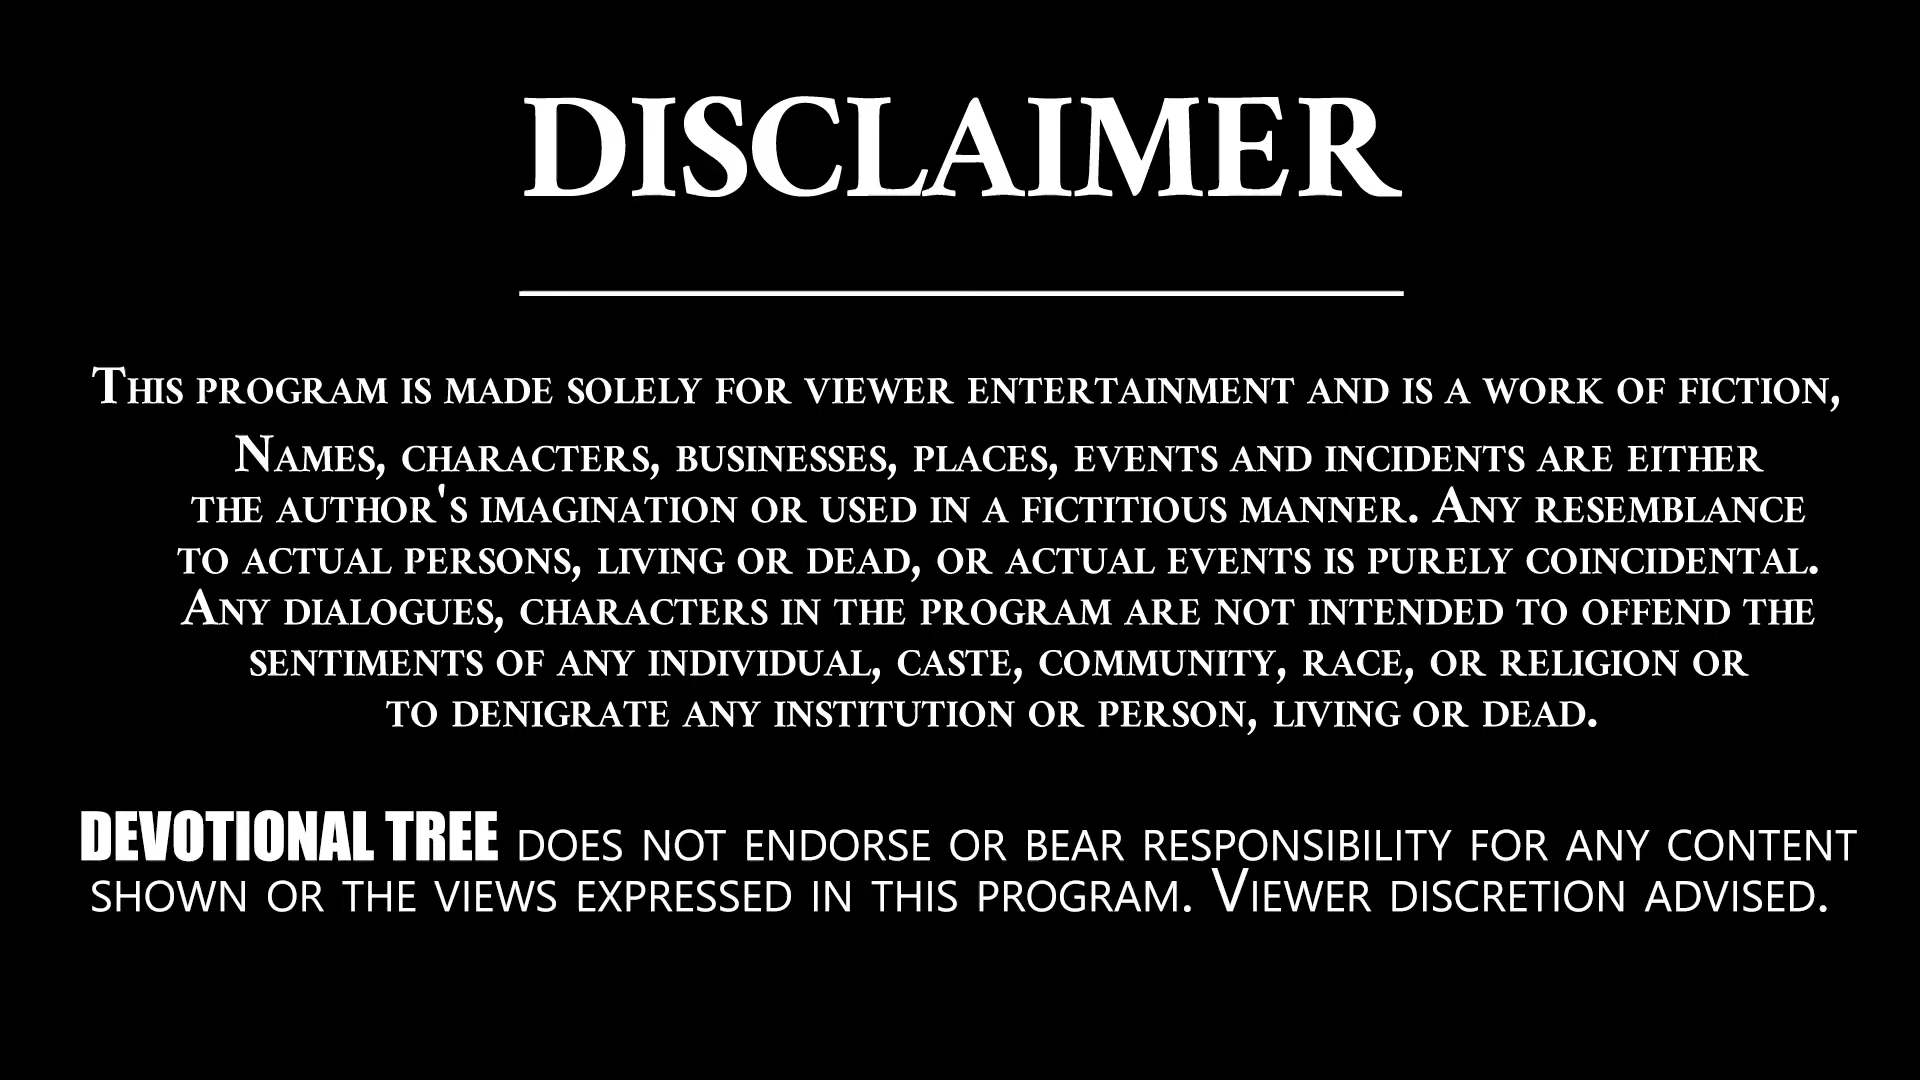 DISCLAIMER
This program is made solely for viewer entertainment and is a work of fiction,
Names, characters, businesses, places, events and incidents are either
the author's imagination or used in a fictitious manner. Any resemblance
to actual persons, living or dead, or actual events is purely coincidental.
Any dialogues, characters in the program are not intended to offend the
sentiments of any individual, caste, community, race, or religion or
to denigrate any institution or person, living or dead.
DEVOTIONAL TREE does not endorse or bear responsibility for any content
shown or the views expressed in this program. Viewer discretion advised.